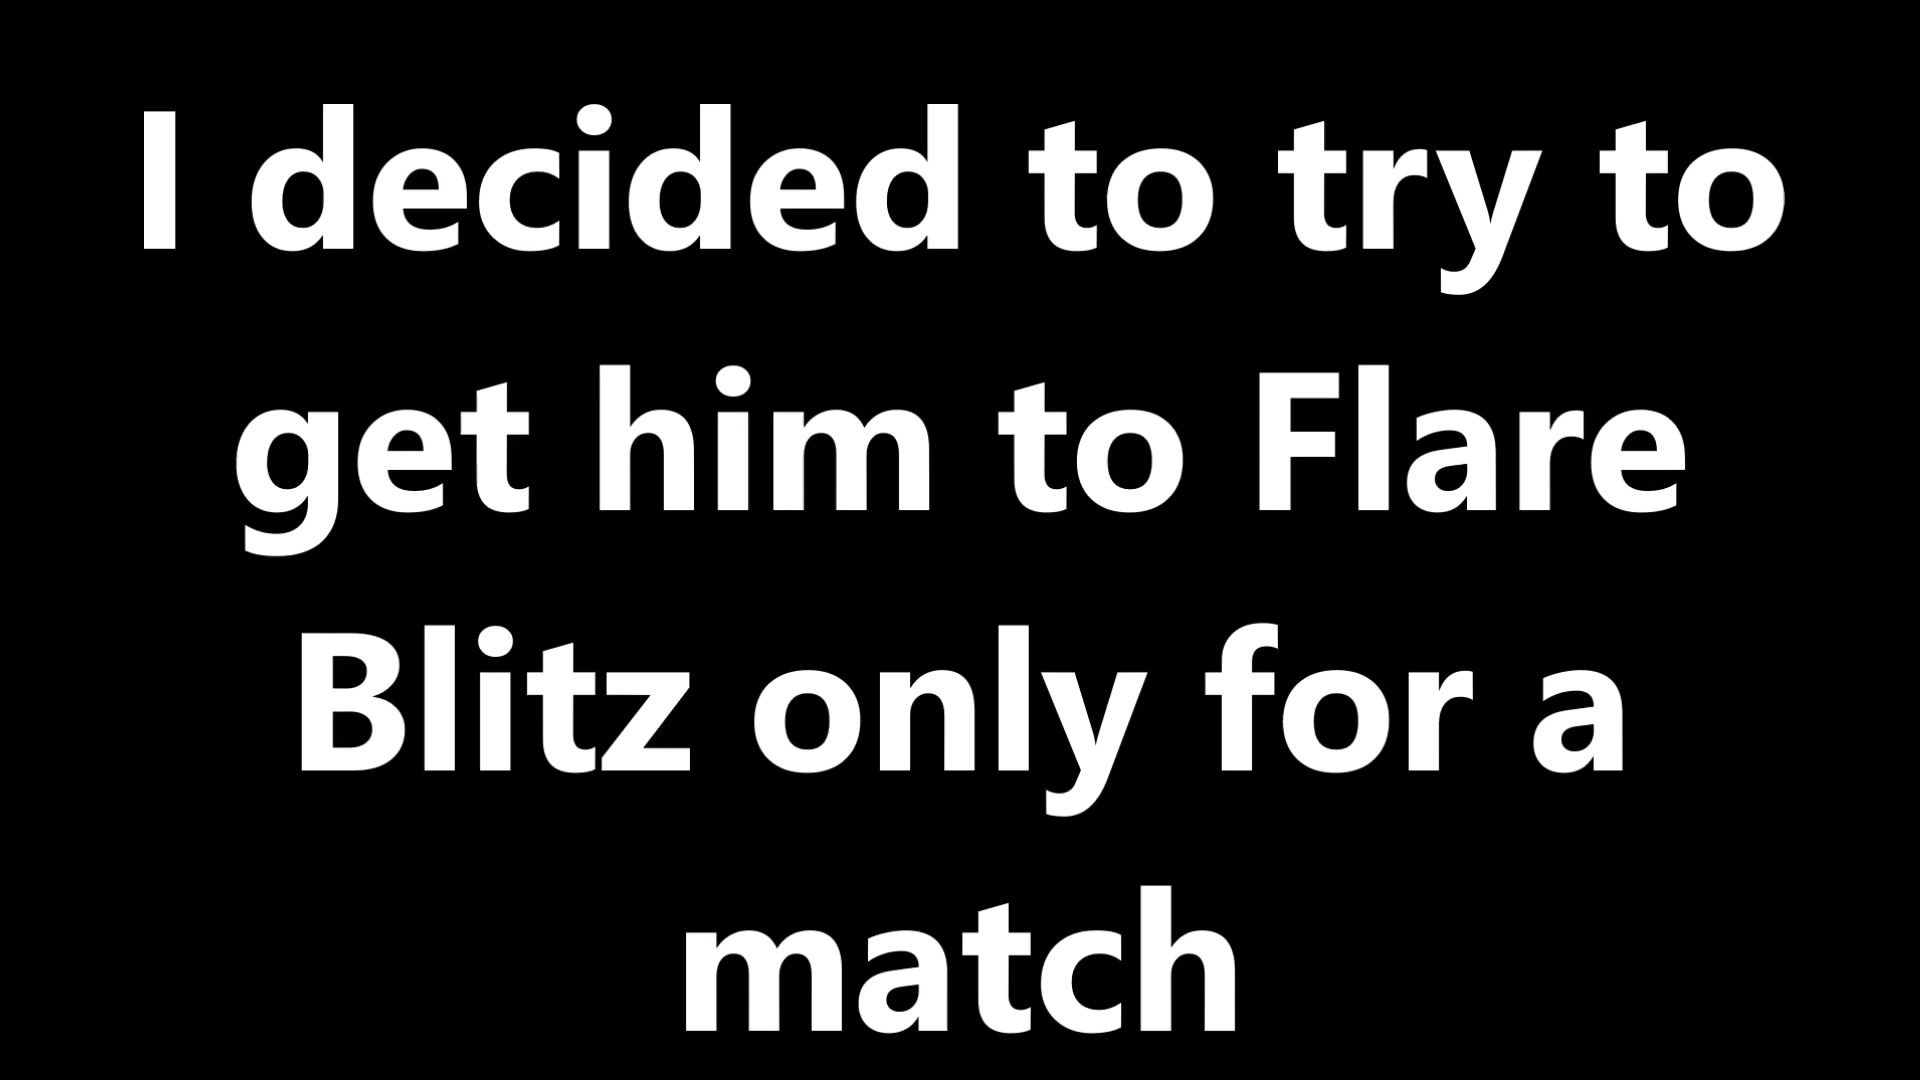 I decided to try to
get him to Flare
Blitz only for a
match